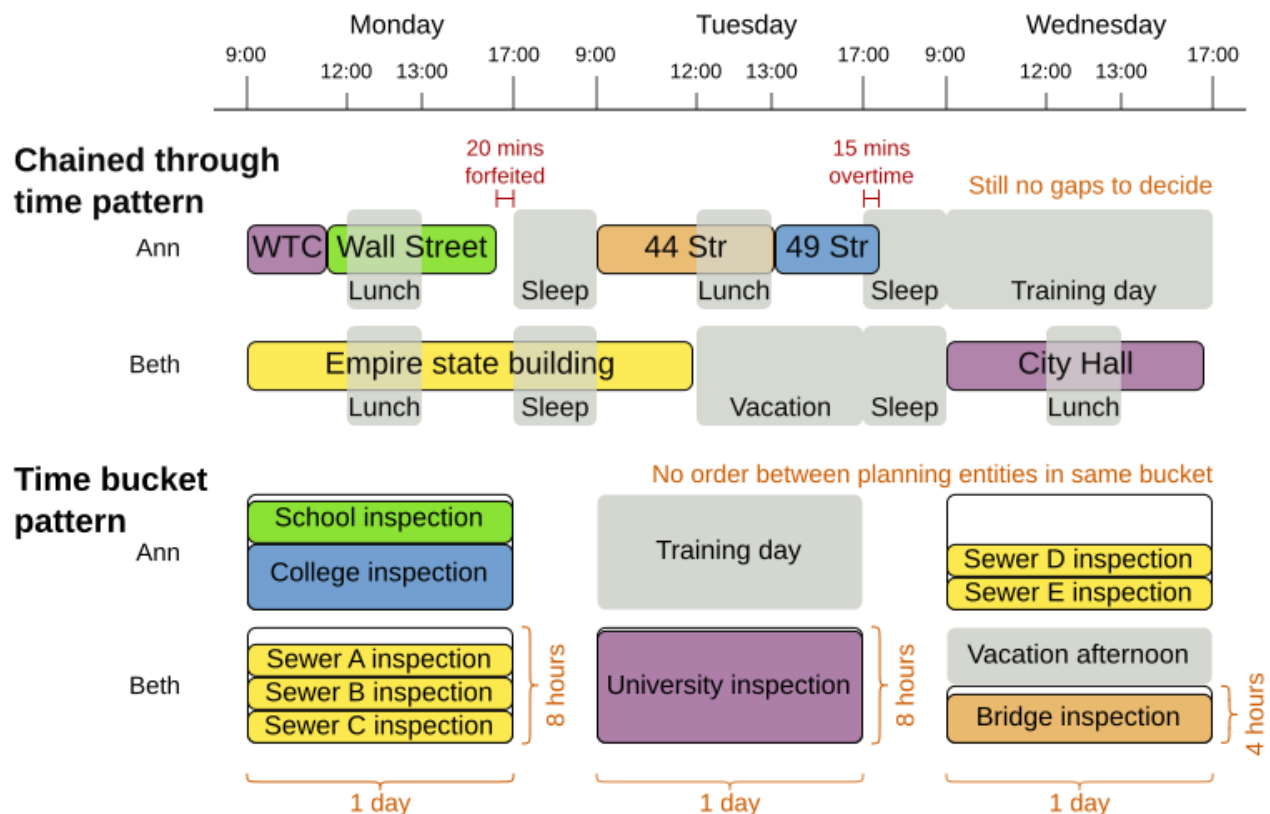 Monday
Tuesday
Wednesday
9:00
12:00
13:00
17:00
9:00
12:00
13:00
17:00
9:00
12:00
13:00
17:00
Chained through
time pattern
20 mins
forfeited
15 mins
overtime
Still no gaps to decide
Ann
WTC
Wall Street
44 Str
49 Str
Lunch
Sleep
Lunch
Sleep
Training day
Beth
Empire state building
City Hall
Lunch
Sleep
Vacation
Sleep
Lunch
Time bucket
pattern
No order between planning entities in same bucket
Ann
School inspection
College inspection
Training day
Sewer D inspection
Sewer E inspection
Beth
Sewer A inspection
Sewer B inspection
Sewer C inspection
8 hours
University inspection
8 hours
Vacation afternoon
Bridge inspection
4 hours
1 day
1 day
1 day